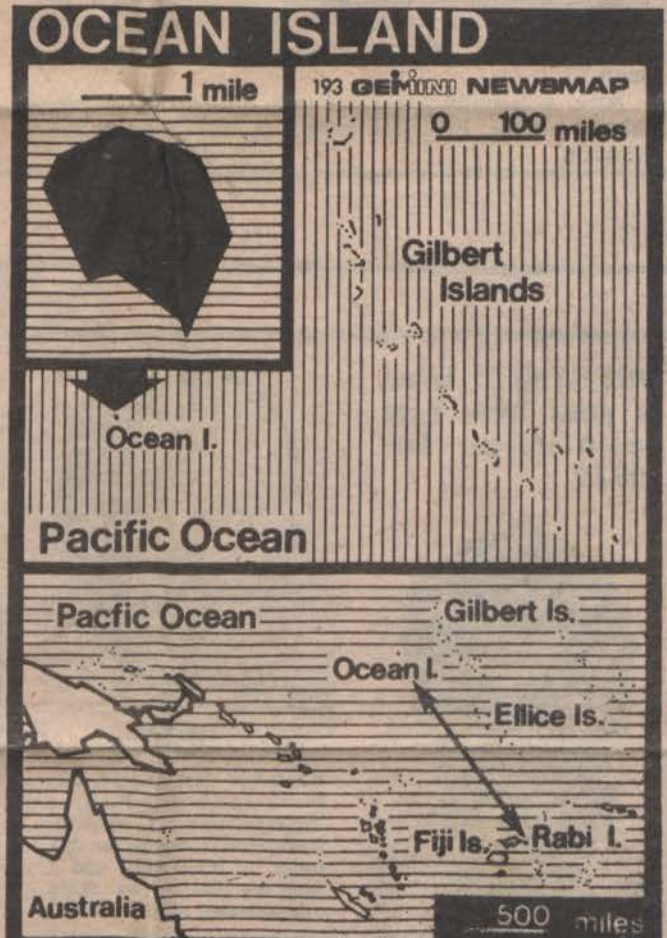 OCEAN ISLAND
1 mile
193 GEMINI NEWSMAP
0 100 miles
Gilbert
Islands
Ocean I.
Pacific Ocean
Pacfic Ocean
Gilbert Is.
Ocean I.
Ellice Is.
Fiji Is.
Rabi I.
Australia
500 miles